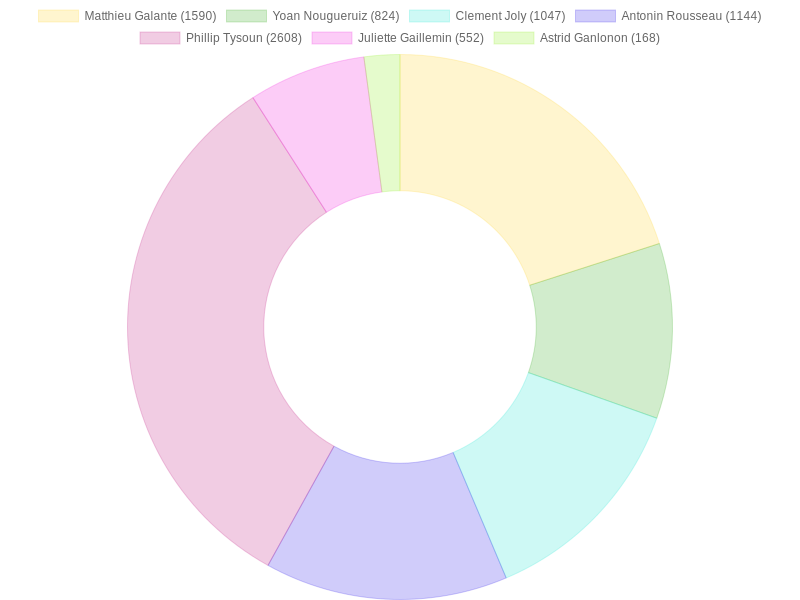 Matthieu Galante (1590) Yoan Nougueruiz (824) Clement Joly (1047) Antonin Rousseau (1144)
Phillip Tysoun (2608) Juliette Gaillemin (552) Astrid Ganlonon (168)